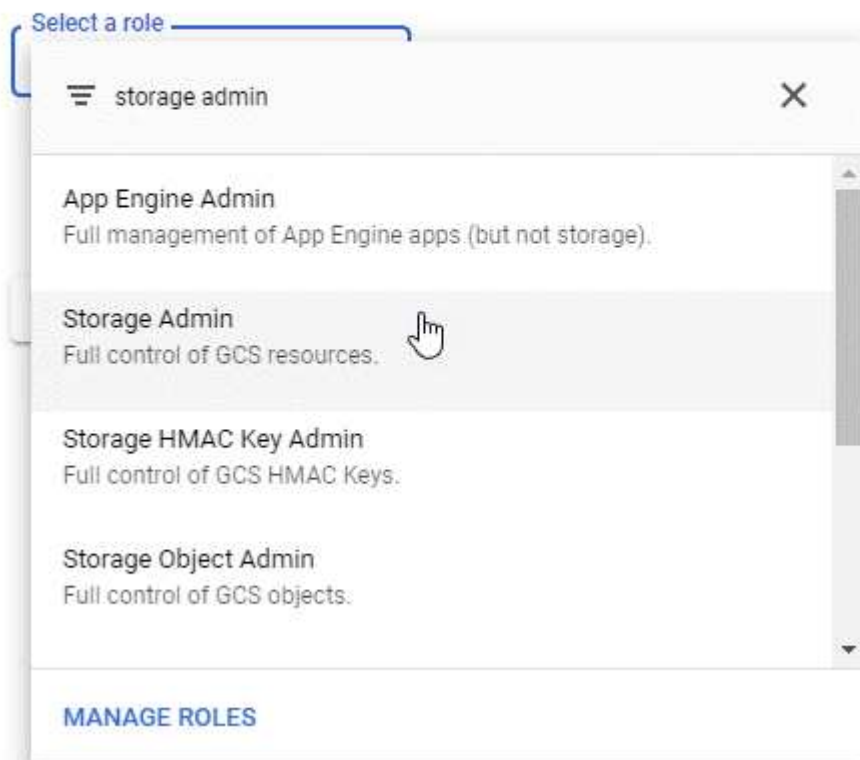 Select a role
storage admin
App Engine Admin
Full management of App Engine apps (but not storage).
Storage Admin
Full control of GCS resources.
Storage HMAC Key Admin
Full control of GCS HMAC Keys.
Storage Object Admin
Full control of GCS objects.
MANAGE ROLES